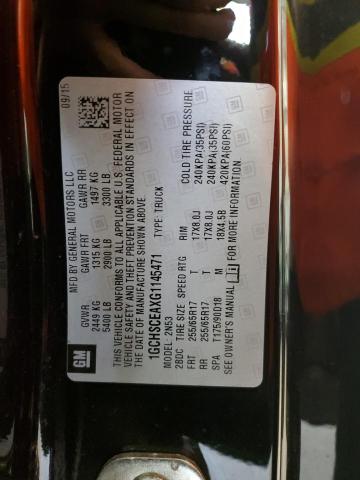 GM
MFD BY GENERAL MOTORS LLC
09/15
GVWR GAWR FRT GAWR RR
2449 KG 1315 KG 1497 KG
5400 LB 2900 LB 3300 LB
THIS VEHICLE CONFORMS TO ALL APPLICABLE U.S. FEDERAL MOTOR
VEHICLE SAFETY AND THEFT PREVENTION STANDARDS IN EFFECT ON
THE DATE OF MANUFACTURE SHOWN ABOVE.
1GCHSCEAXG1145471 TYPE: TRUCK
MODEL: 2N53
2BDC TIRE SIZE SPEED RTG RIM COLD TIRE PRESSURE
FRT 255/65R17 T 17X8.0J 240KPA(35PSI)
RR 255/65R17 T 17X8.0J 240KPA(35PSI)
SPA T175/90D18 M 18X4.5B 420KPA(60PSI)
SEE OWNER'S MANUAL i FOR MORE INFORMATION.